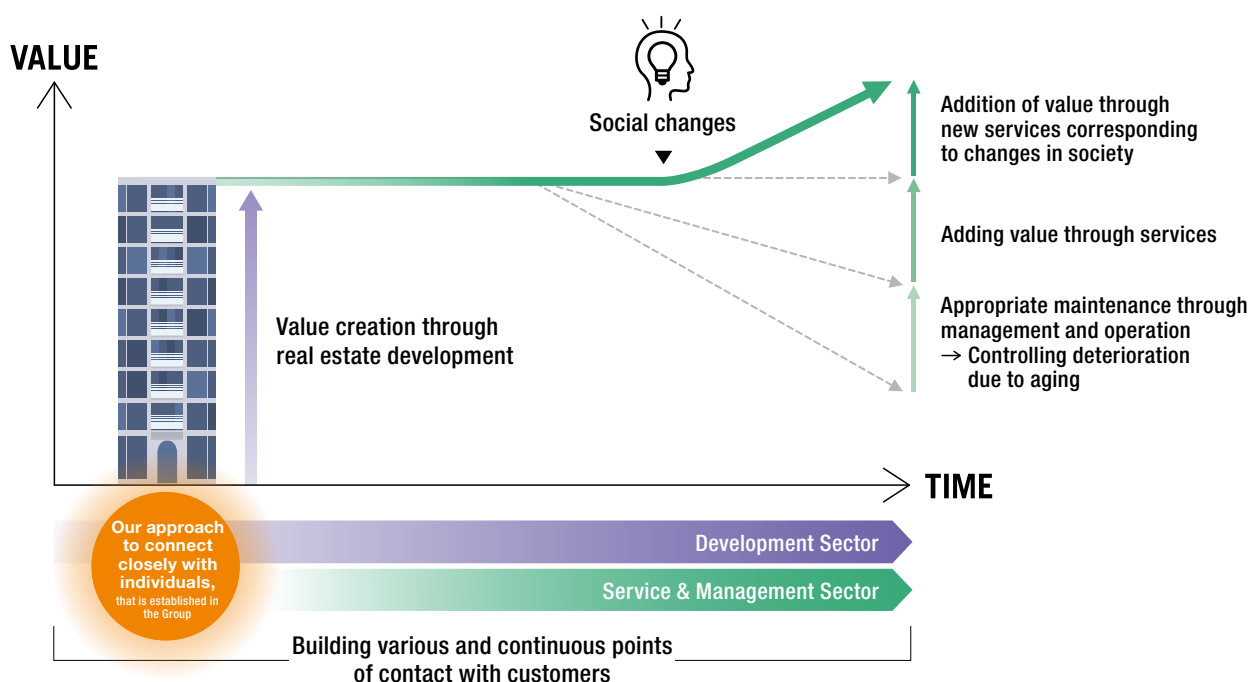 VALUE
Social changes
Addition of value through
new services corresponding
to changes in society
Adding value through services
Appropriate maintenance through
management and operation
→ Controlling deterioration
due to aging
Value creation through
real estate development
TIME
Our approach
to connect
closely with
individuals,
that is established in
the Group
Development Sector
Service & Management Sector
Building various and continuous points
of contact with customers